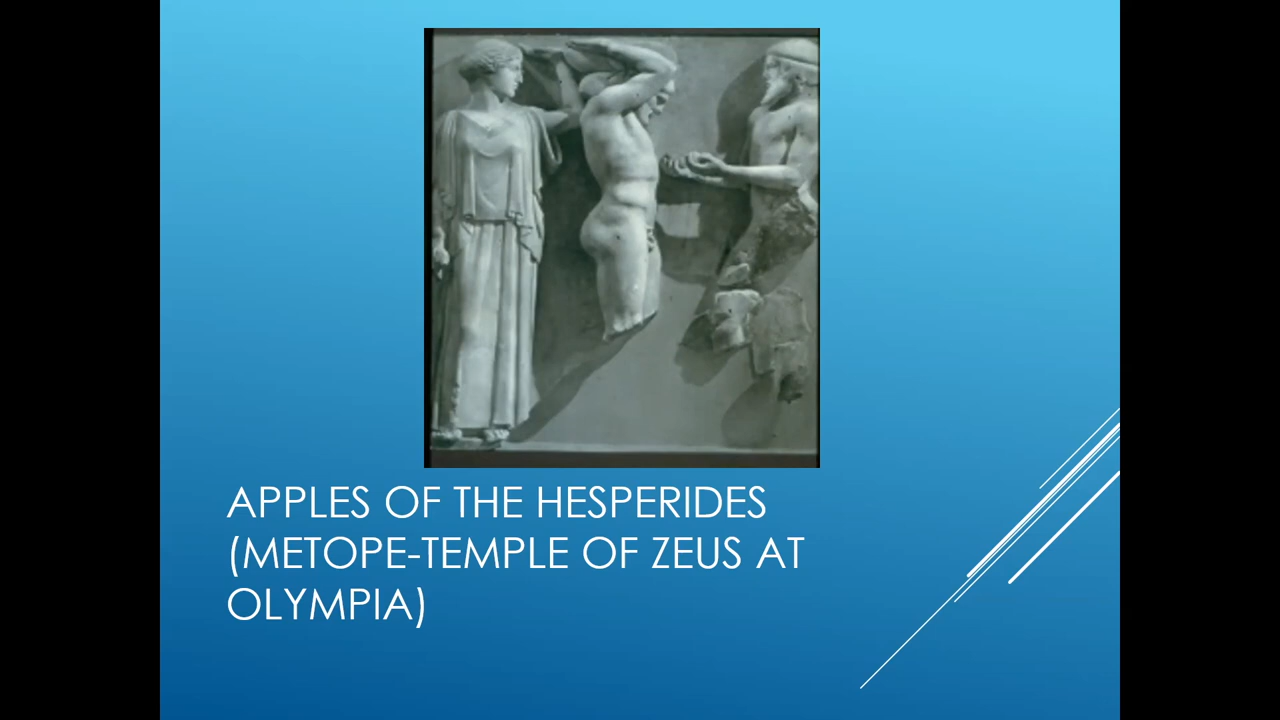 APPLES OF THE HESPERIDES
(METOPE-TEMPLE OF ZEUS AT
OLYMPIA)